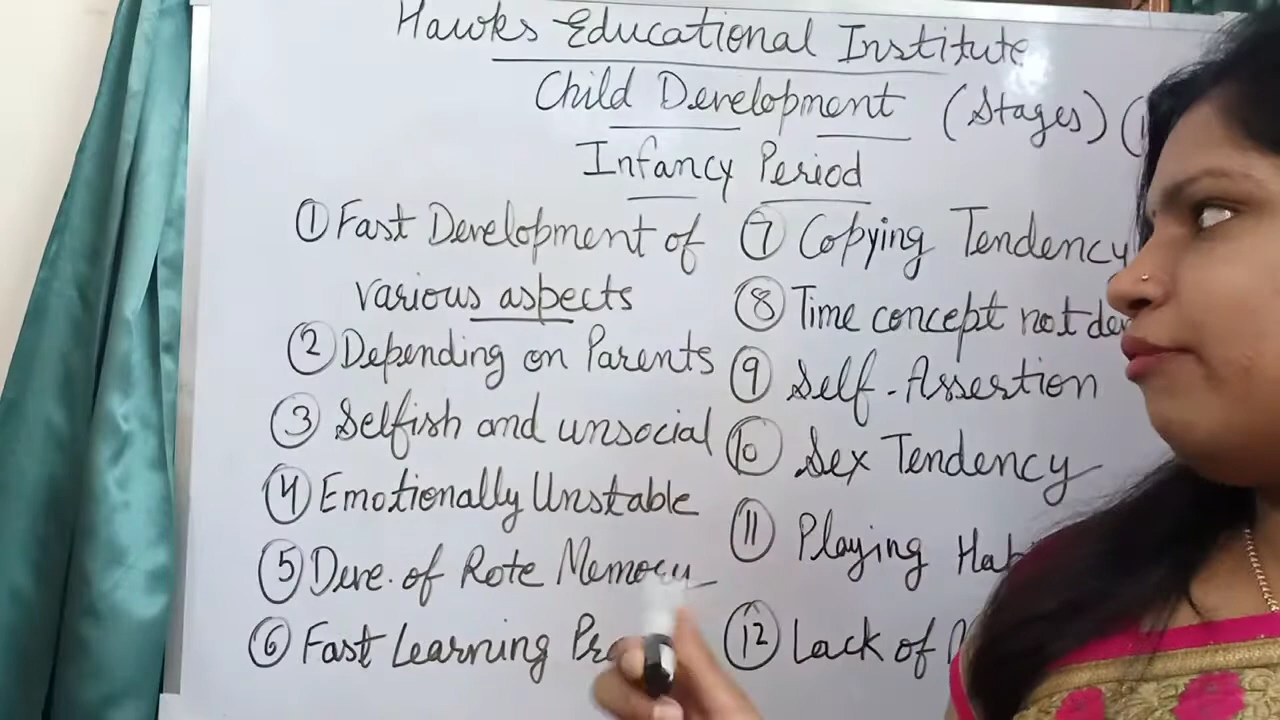 Hawks Educational Institute
Child Development (Stages) (
Infancy Period
① Fast Development of
various aspects
② Depending on Parents
③ Selfish and unsocial
④ Emotionally Unstable
⑤ Deve. of Rote Memory
⑥ Fast Learning
⑦ Copying Tendency
⑧ Time concept not
⑨ Self-Assertion
⑩ Sex Tendency
⑪ Playing
⑫ Lack of